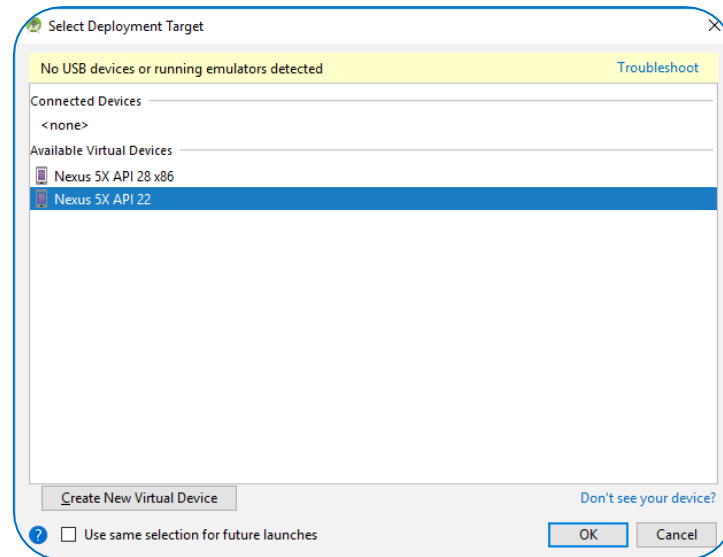 Select Deployment Target
No USB devices or running emulators detected Troubleshoot
Connected Devices
<none>
Available Virtual Devices
Nexus 5X API 28 x86
Nexus 5X API 22
Create New Virtual Device Don't see your device?
? Use same selection for future launches OK Cancel